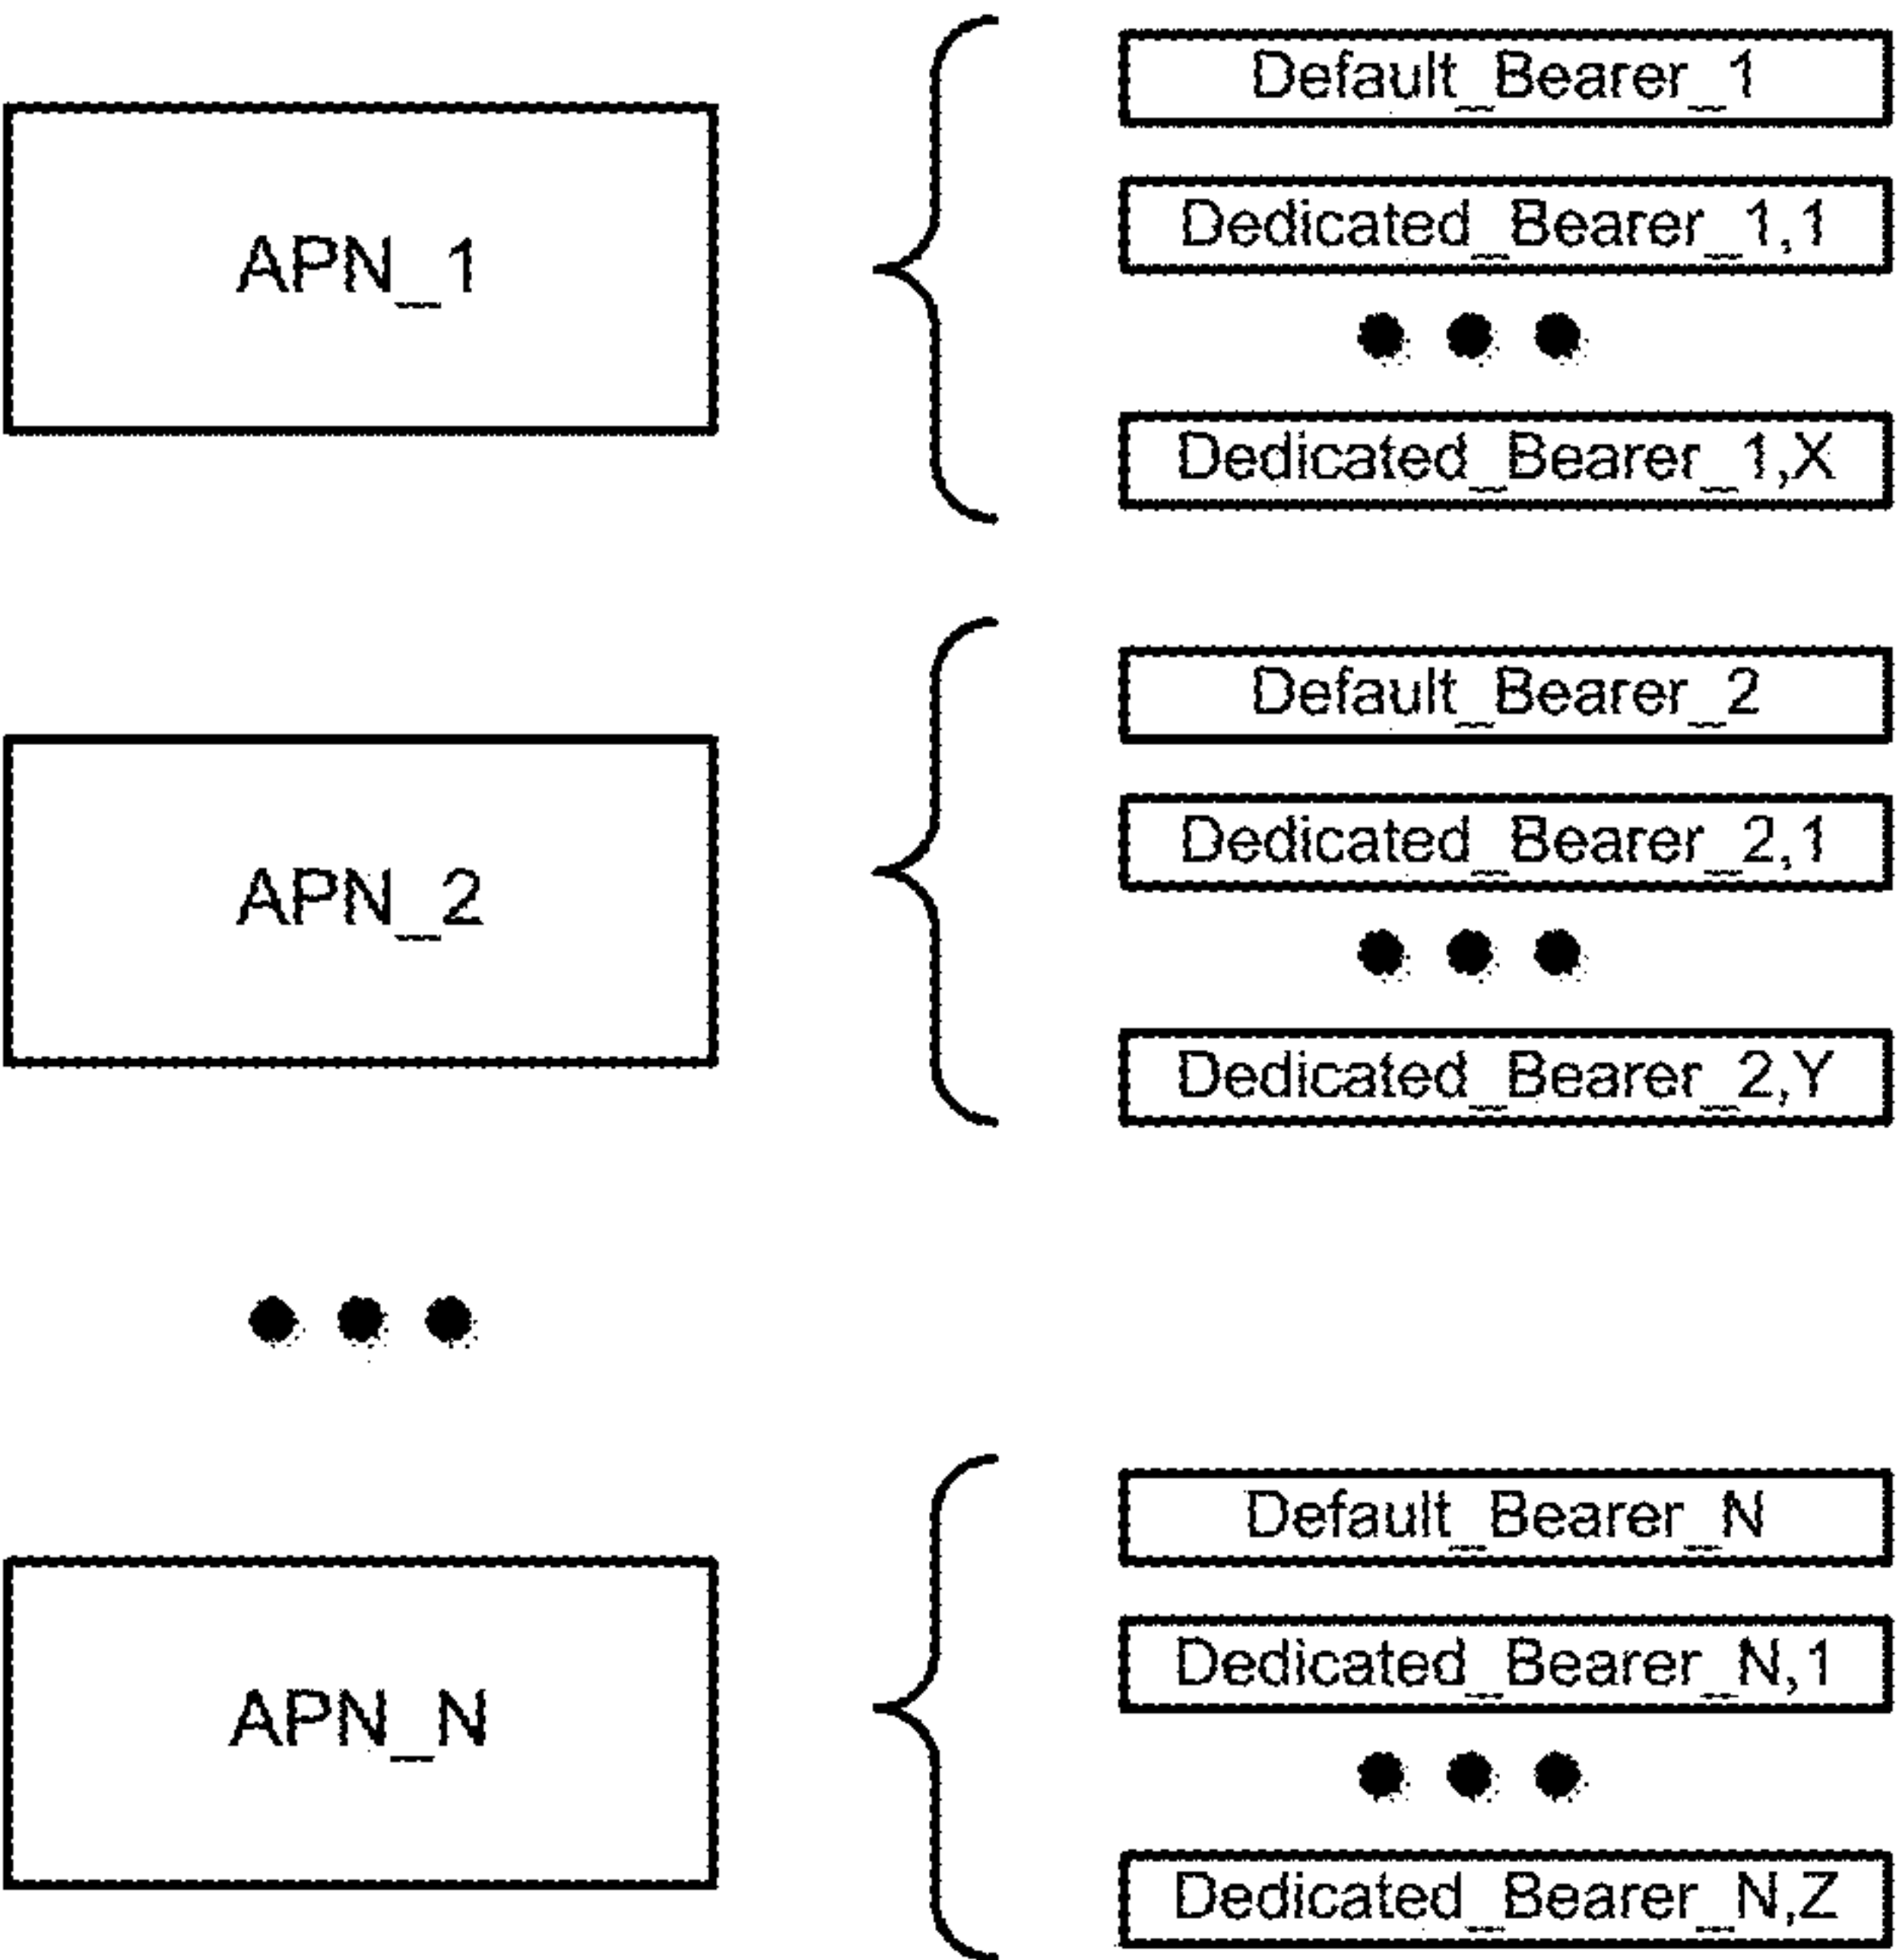 APN_1
Default_Bearer_1
Dedicated_Bearer_1,1
Dedicated_Bearer_1,X
APN_2
Default_Bearer_2
Dedicated_Bearer_2,1
Dedicated_Bearer_2,Y
APN_N
Default_Bearer_N
Dedicated_Bearer_N,1
Dedicated_Bearer_N,Z